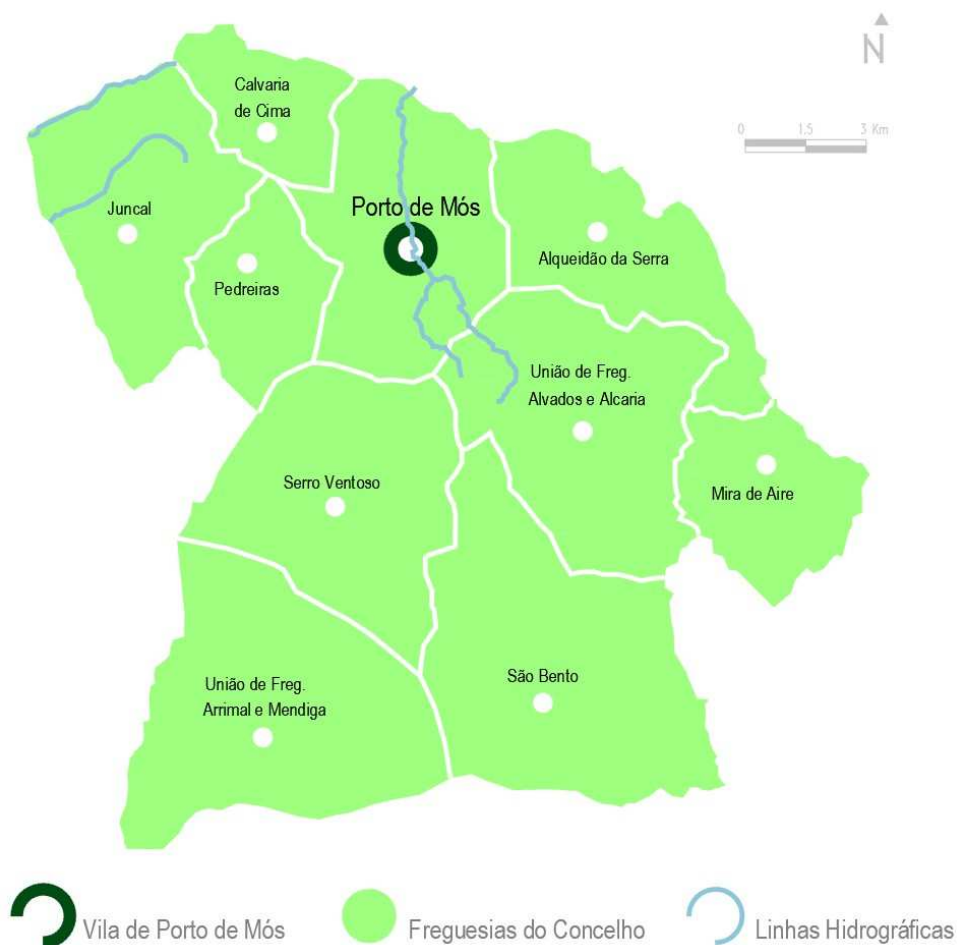 N
0 1.5 3 Km
Calvaria
de Cima
Juncal
Porto de Mós
Pedreiras
Alqueidão da Serra
União de Freg.
Alvados e Alcaria
Serro Ventoso
Mira de Aire
São Bento
União de Freg.
Arrimal e Mendiga
Vila de Porto de Mós
Freguesias do Concelho
Linhas Hidrográficas